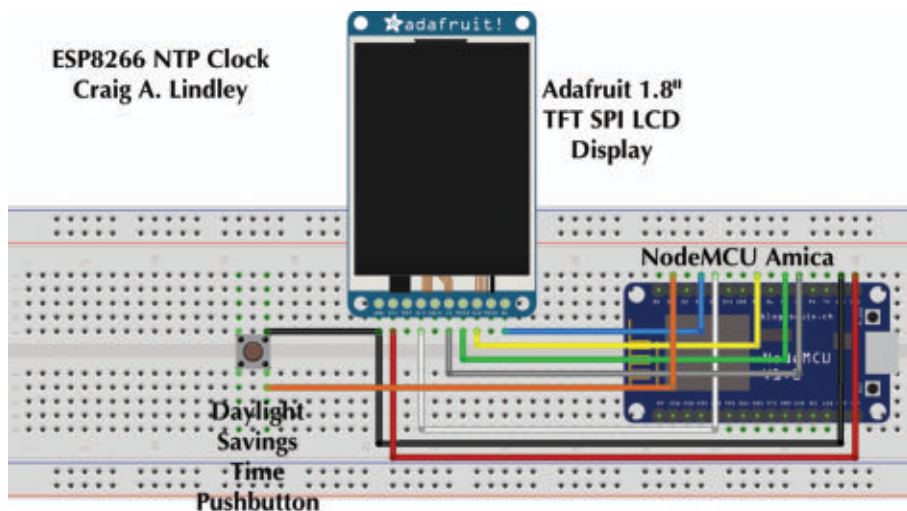 adafruit!
ESP8266 NTP Clock
Craig A. Lindley
Adafruit 1.8"
TFT SPI LCD
Display
NodeMCU Amica
NodeMCU
Daylight
Savings
Time
Pushbutton